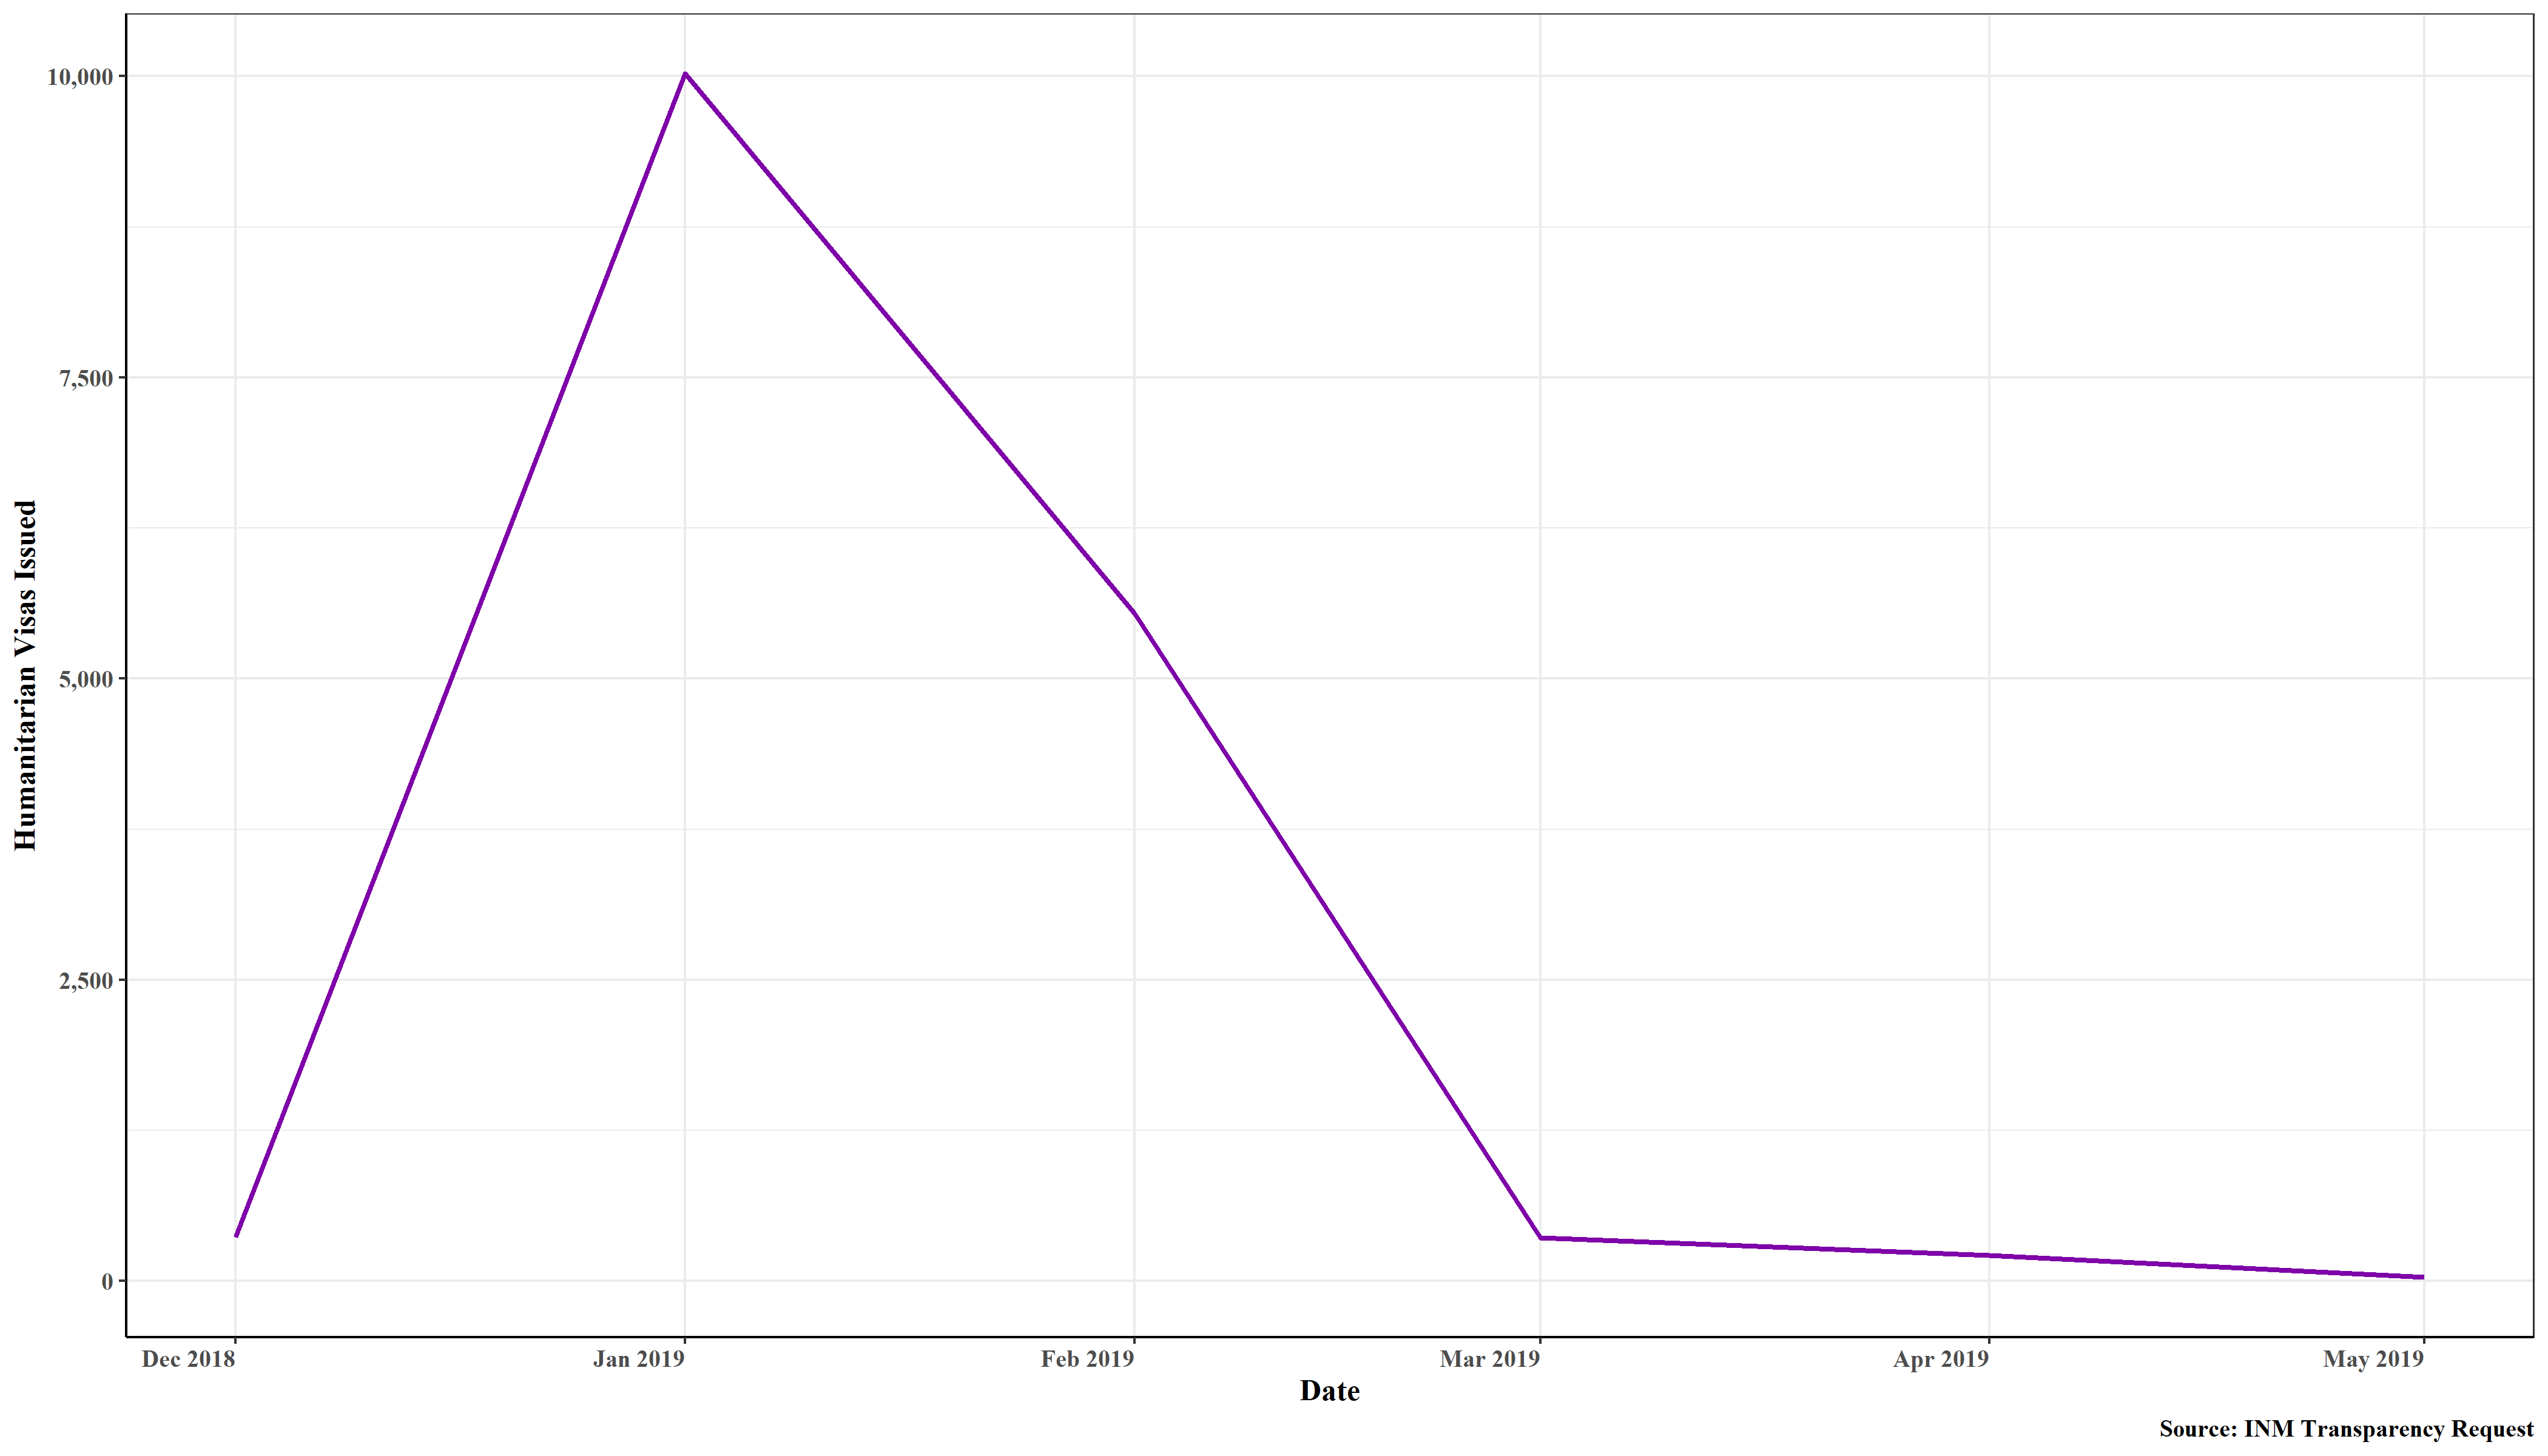 Humanitarian Visas Issued
10,000
7,500
5,000
2,500
0
Dec 2018
Jan 2019
Feb 2019
Mar 2019
Apr 2019
May 2019
Date
Source: INM Transparency Request